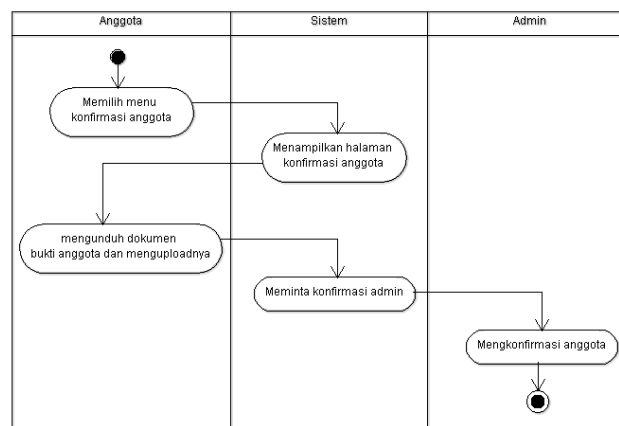 Anggota
Sistem
Admin
Memilih menu
konfirmasi anggota
Menampilkan halaman
konfirmasi anggota
mengunduh dokumen
bukti anggota dan menguploadnya
Meminta konfirmasi admin
Mengkonfirmasi anggota